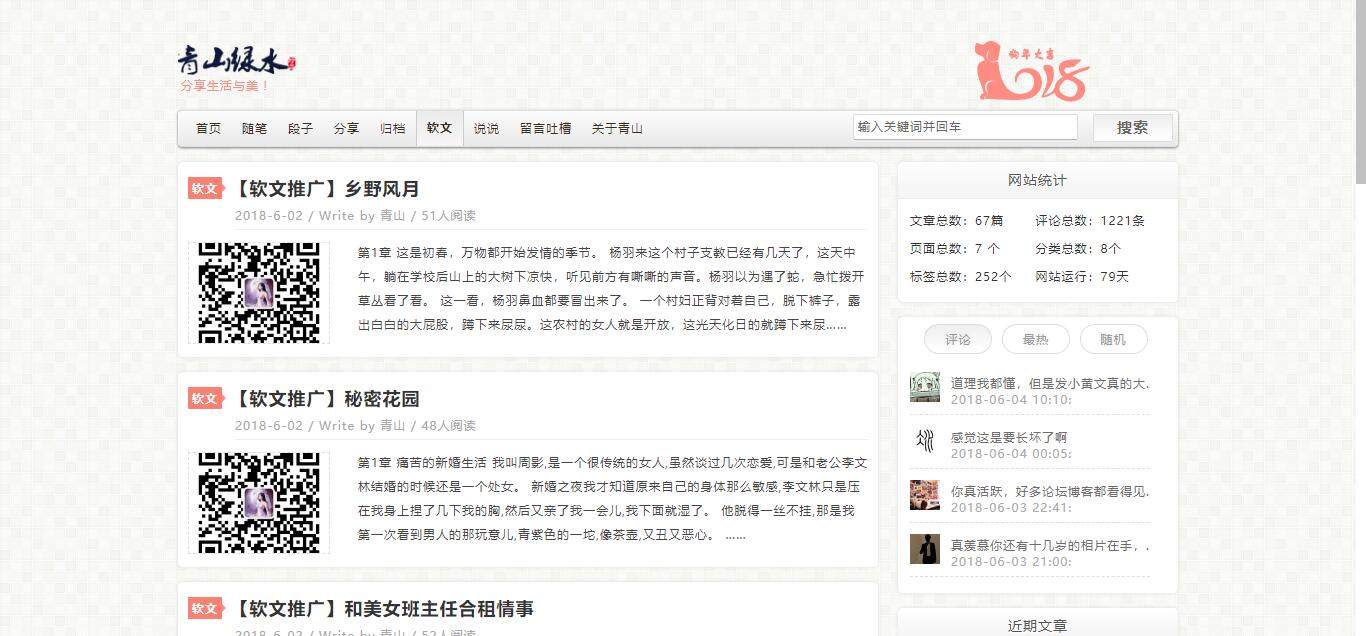 青山绿水
分享生活与美！
狗年大吉
2018
首页 随笔 段子 分享 归档 软文 说说 留言吐槽 关于青山
输入关键词并回车
搜索
软文 【软文推广】乡野风月
2018-6-02 / Write by 青山 / 51人阅读
第1章 这是初春，万物都开始发情的季节。 杨羽来这个村子支教已经有几天了，这天中
午，躺在学校后山上的大树下凉快，听见前方有嘶嘶的声音。杨羽以为遇了蛇，急忙拨开
草丛看了看。 这一看，杨羽鼻血都要冒出来了。 一个村妇正背对着自己，脱下裤子，露
出白白的大屁股，蹲下来尿尿。这农村的女人就是开放，这光天化日的就蹲下来尿......
软文 【软文推广】秘密花园
2018-6-02 / Write by 青山 / 48人阅读
第1章 痛苦的新婚生活 我叫周影,是一个很传统的女人,虽然谈过几次恋爱,可是和老公李文
林结婚的时候还是一个处女。 新婚之夜我才知道原来自己的身体那么敏感,李文林只是压
在我身上捏了几下我的胸,然后又亲了我一会儿,我下面就湿了。 他脱得一丝不挂,那是我
第一次看到男人的那玩意儿,青紫色的一坨,像茶壶,又丑又恶心。 ......
软文 【软文推广】和美女班主任合租情事
2018-6-02 / Write by 青山 / 52人阅读
网站统计
文章总数：67篇 评论总数：1221条
页面总数：7 个 分类总数：8个
标签总数：252个 网站运行：79天
评论 最热 随机
道理我都懂，但是发小黄文真的大.
2018-06-04 10:10:
感觉这是要长坏了啊
2018-06-04 00:05:
你真活跃，好多论坛博客都看得见.
2018-06-03 22:41:
真羡慕你还有十几岁的相片在手，.
2018-06-03 21:00:
近期文章